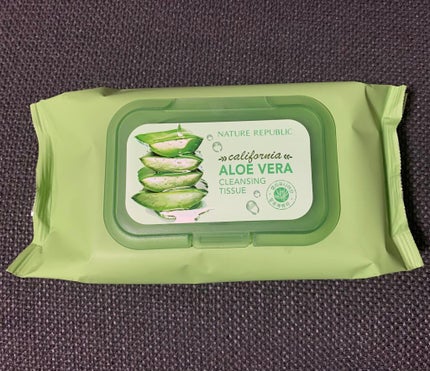 NATURE REPUBLIC
california
ALOE VERA
CLEANSING
TISSUE